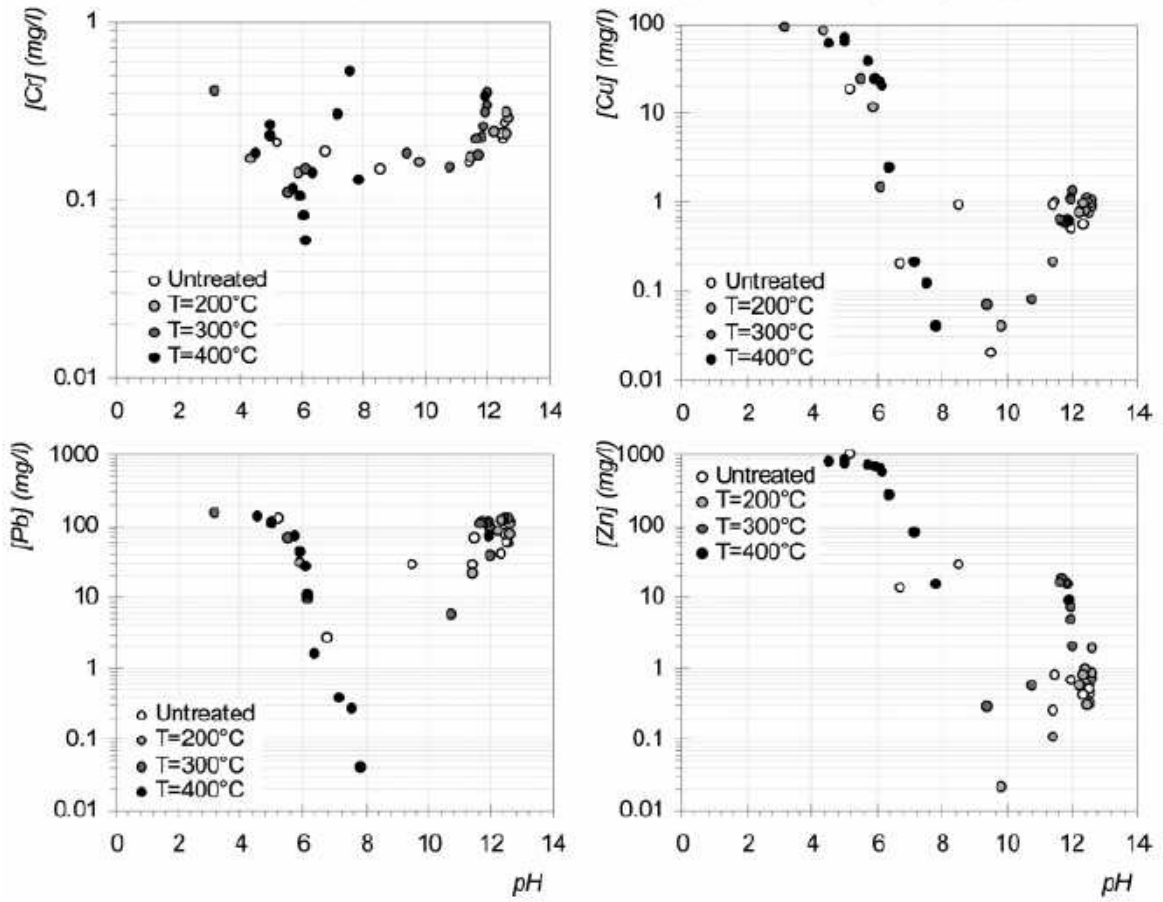 [Cr] (mg/l)
1
0.1
0.01
Untreated
T=200°C
T=300°C
T=400°C
0 2 4 6 8 10 12 14
[Cu] (mg/l)
100
10
1
0.1
0.01
Untreated
T=200°C
T=300°C
T=400°C
0 2 4 6 8 10 12 14
[Pb] (mg/l)
1000
100
10
1
0.1
0.01
Untreated
T=200°C
T=300°C
T=400°C
0 2 4 6 8 10 12 14
pH
[Zn] (mg/l)
1000
100
10
1
0.1
0.01
Untreated
T=200°C
T=300°C
T=400°C
0 2 4 6 8 10 12 14
pH